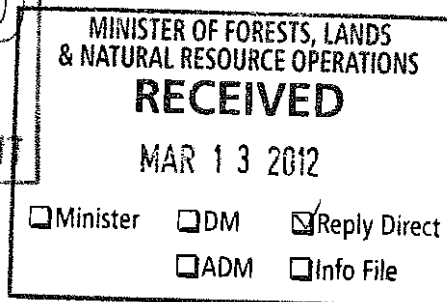 MINISTER OF FORESTS, LANDS
& NATURAL RESOURCE OPERATIONS
RECEIVED
MAR 13 2012
☐Minister ☐DM ☑Reply Direct
☐ADM ☐Info File